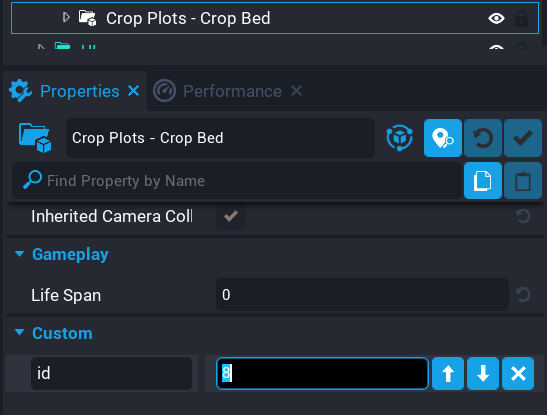 Crop Plots - Crop Bed
Properties
Performance
Crop Plots - Crop Bed
Find Property by Name
Inherited Camera Coll
Gameplay
Life Span
0
Custom
id
8